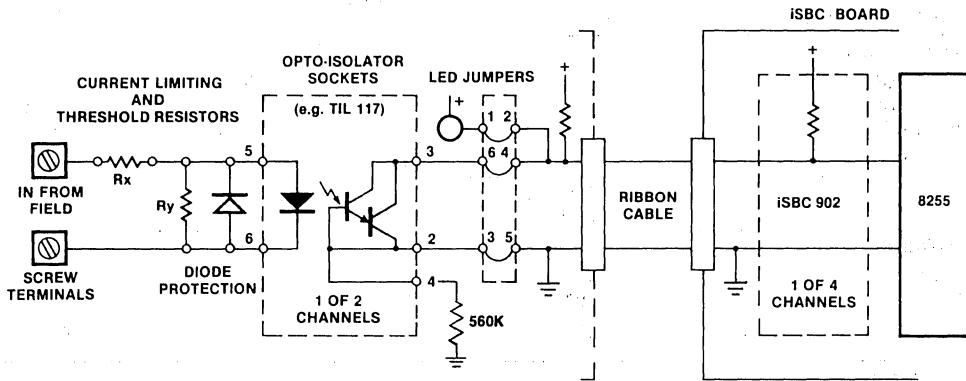 iSBC BOARD
CURRENT LIMITING
AND
THRESHOLD RESISTORS
OPTO-ISOLATOR
SOCKETS
(e.g. TIL 117)
LED JUMPERS
+
+
+
1 2
5
3
6 4
Rx
IN FROM
FIELD
Ry
RIBBON
CABLE
iSBC 902
8255
6
2
3 5
SCREW
TERMINALS
DIODE
PROTECTION
4
1 OF 2
CHANNELS
560K
1 OF 4
CHANNELS